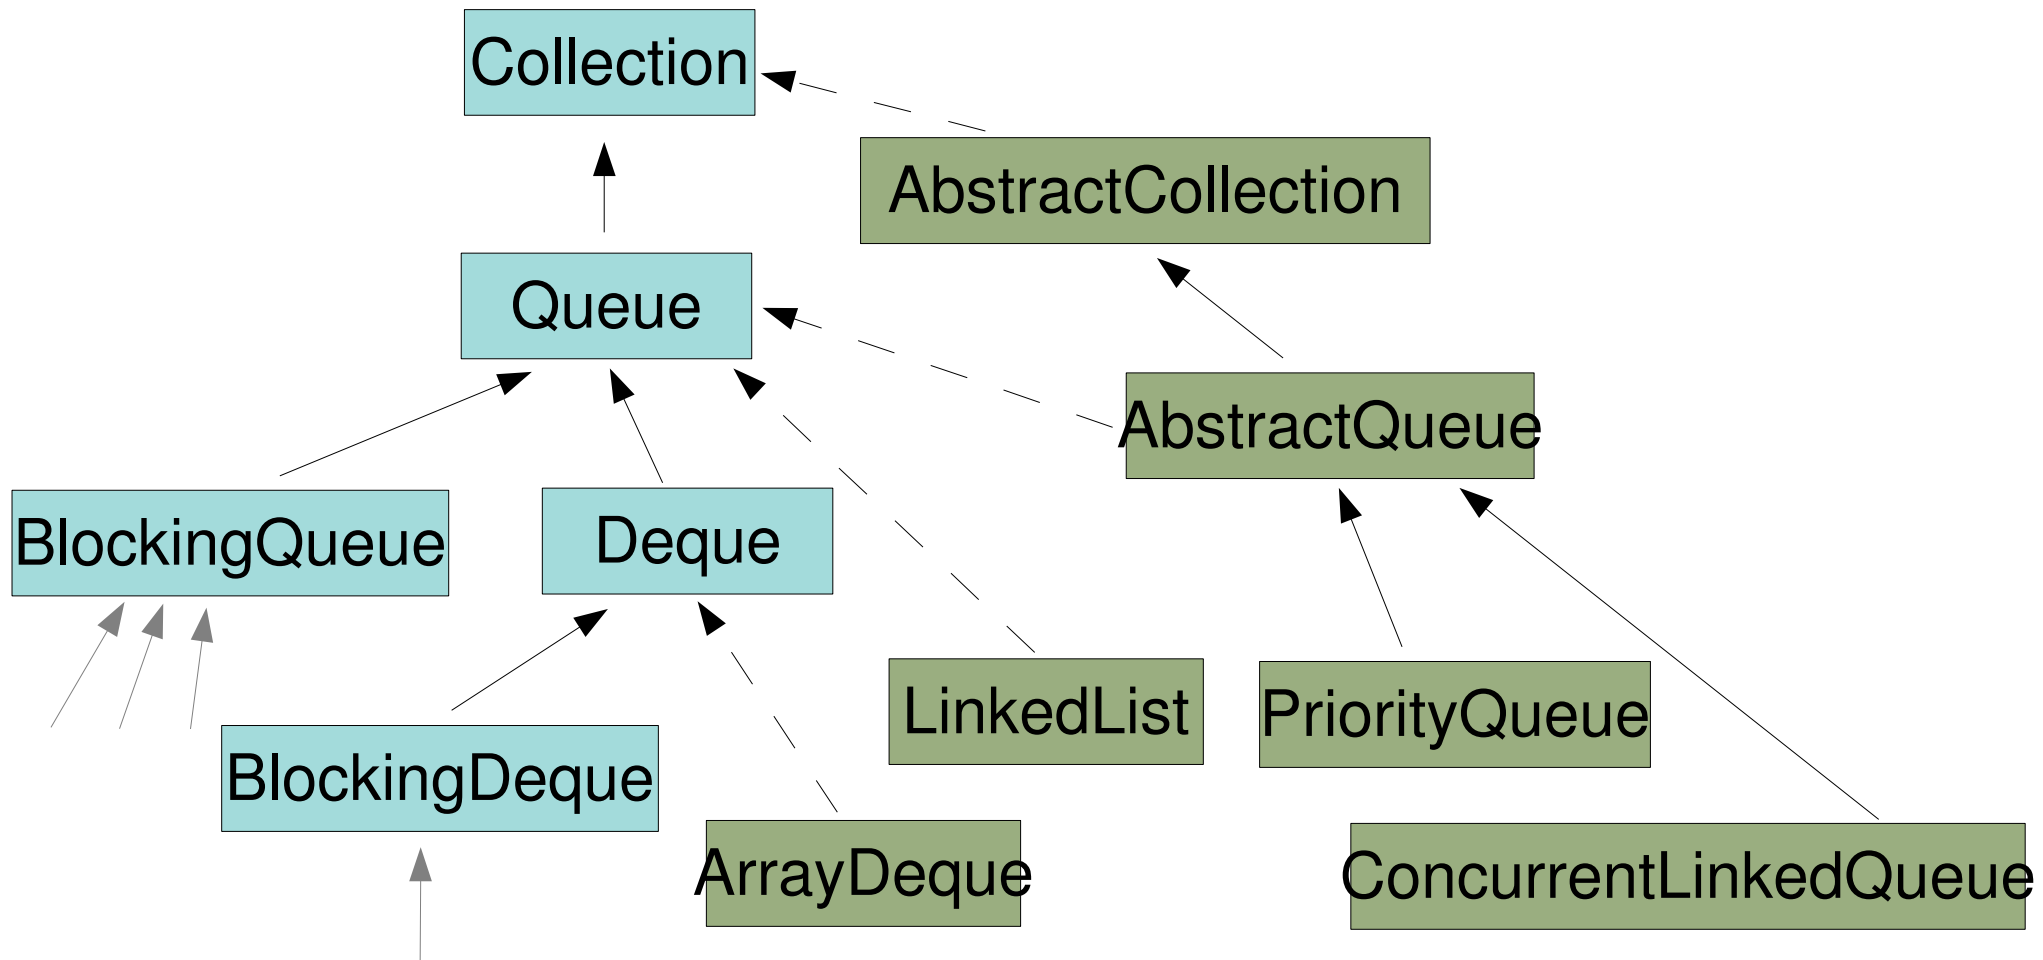 Collection
AbstractCollection
Queue
AbstractQueue
BlockingQueue
Deque
LinkedList
PriorityQueue
BlockingDeque
ArrayDeque
ConcurrentLinkedQueue